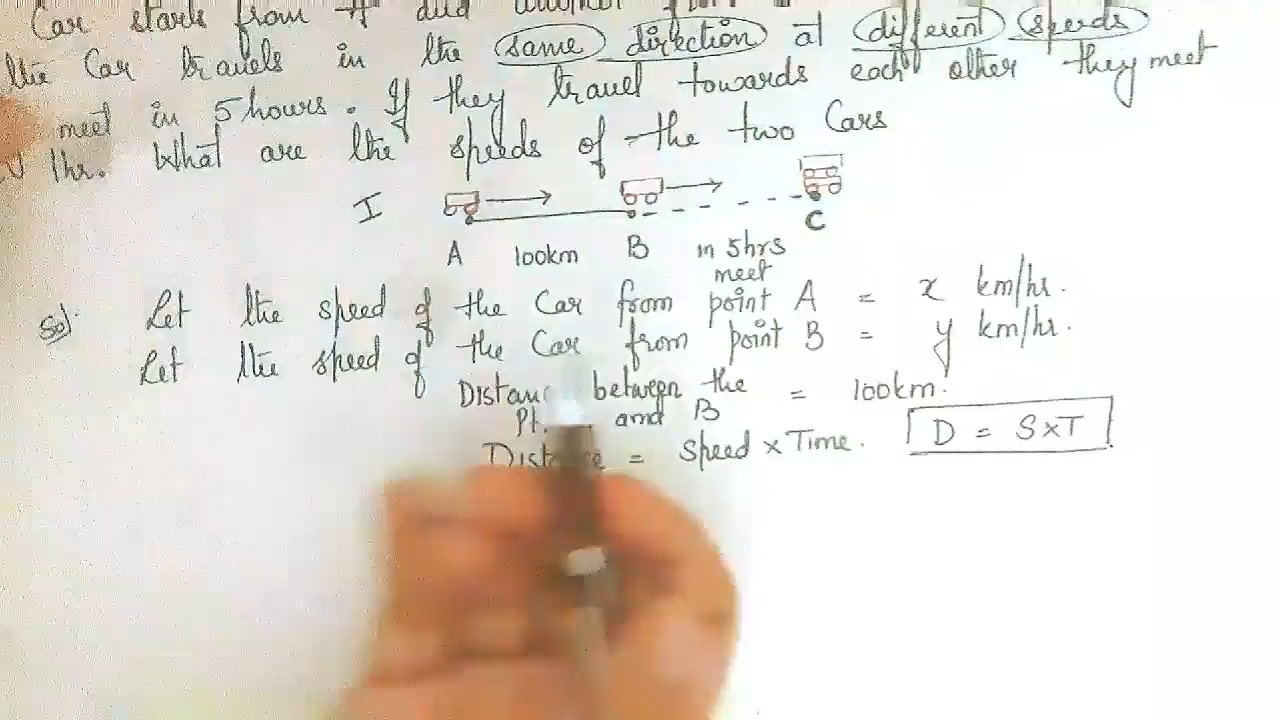 Car starts from A and another from
the Car travels in the same direction at different speeds
meet in 5 hours. If they travel towards each other they meet
1hr. What are the speeds of the two Cars
I
C
A 100km B in 5hrs
meet
Sol. Let the speed of the Car from point A = x km/hr.
Let the speed of the Car from point B = y km/hr.
between the = 100km.
Pt. and B
= speed × Time. D = S×T